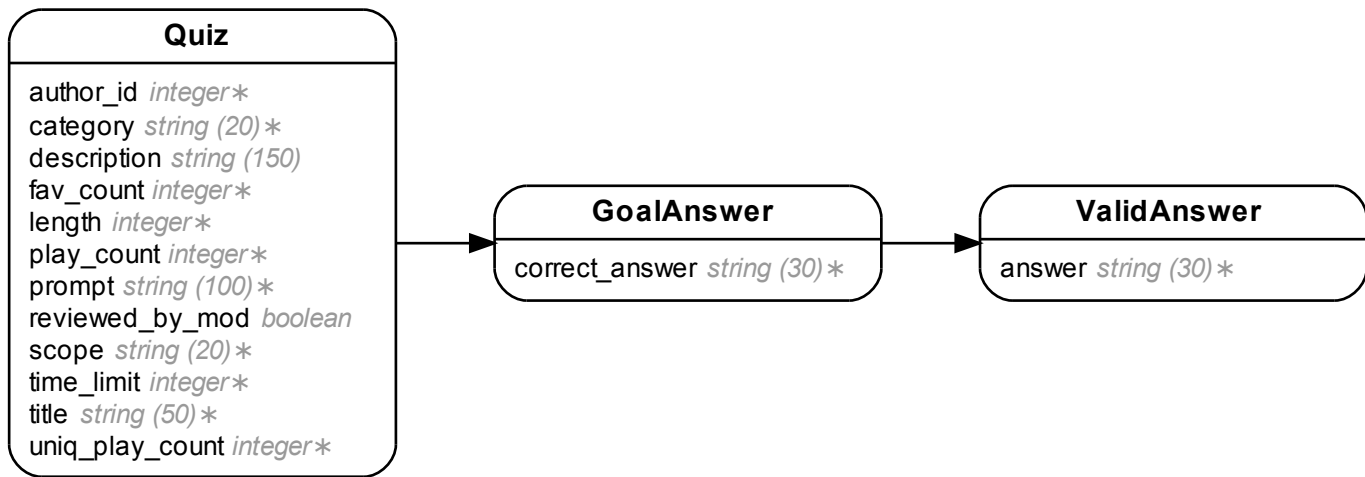 Quiz
author_id integer∗
category string (20)∗
description string (150)
fav_count integer∗
length integer∗
play_count integer∗
prompt string (100)∗
reviewed_by_mod boolean
scope string (20)∗
time_limit integer∗
title string (50)∗
uniq_play_count integer∗
GoalAnswer
correct_answer string (30)∗
ValidAnswer
answer string (30)∗